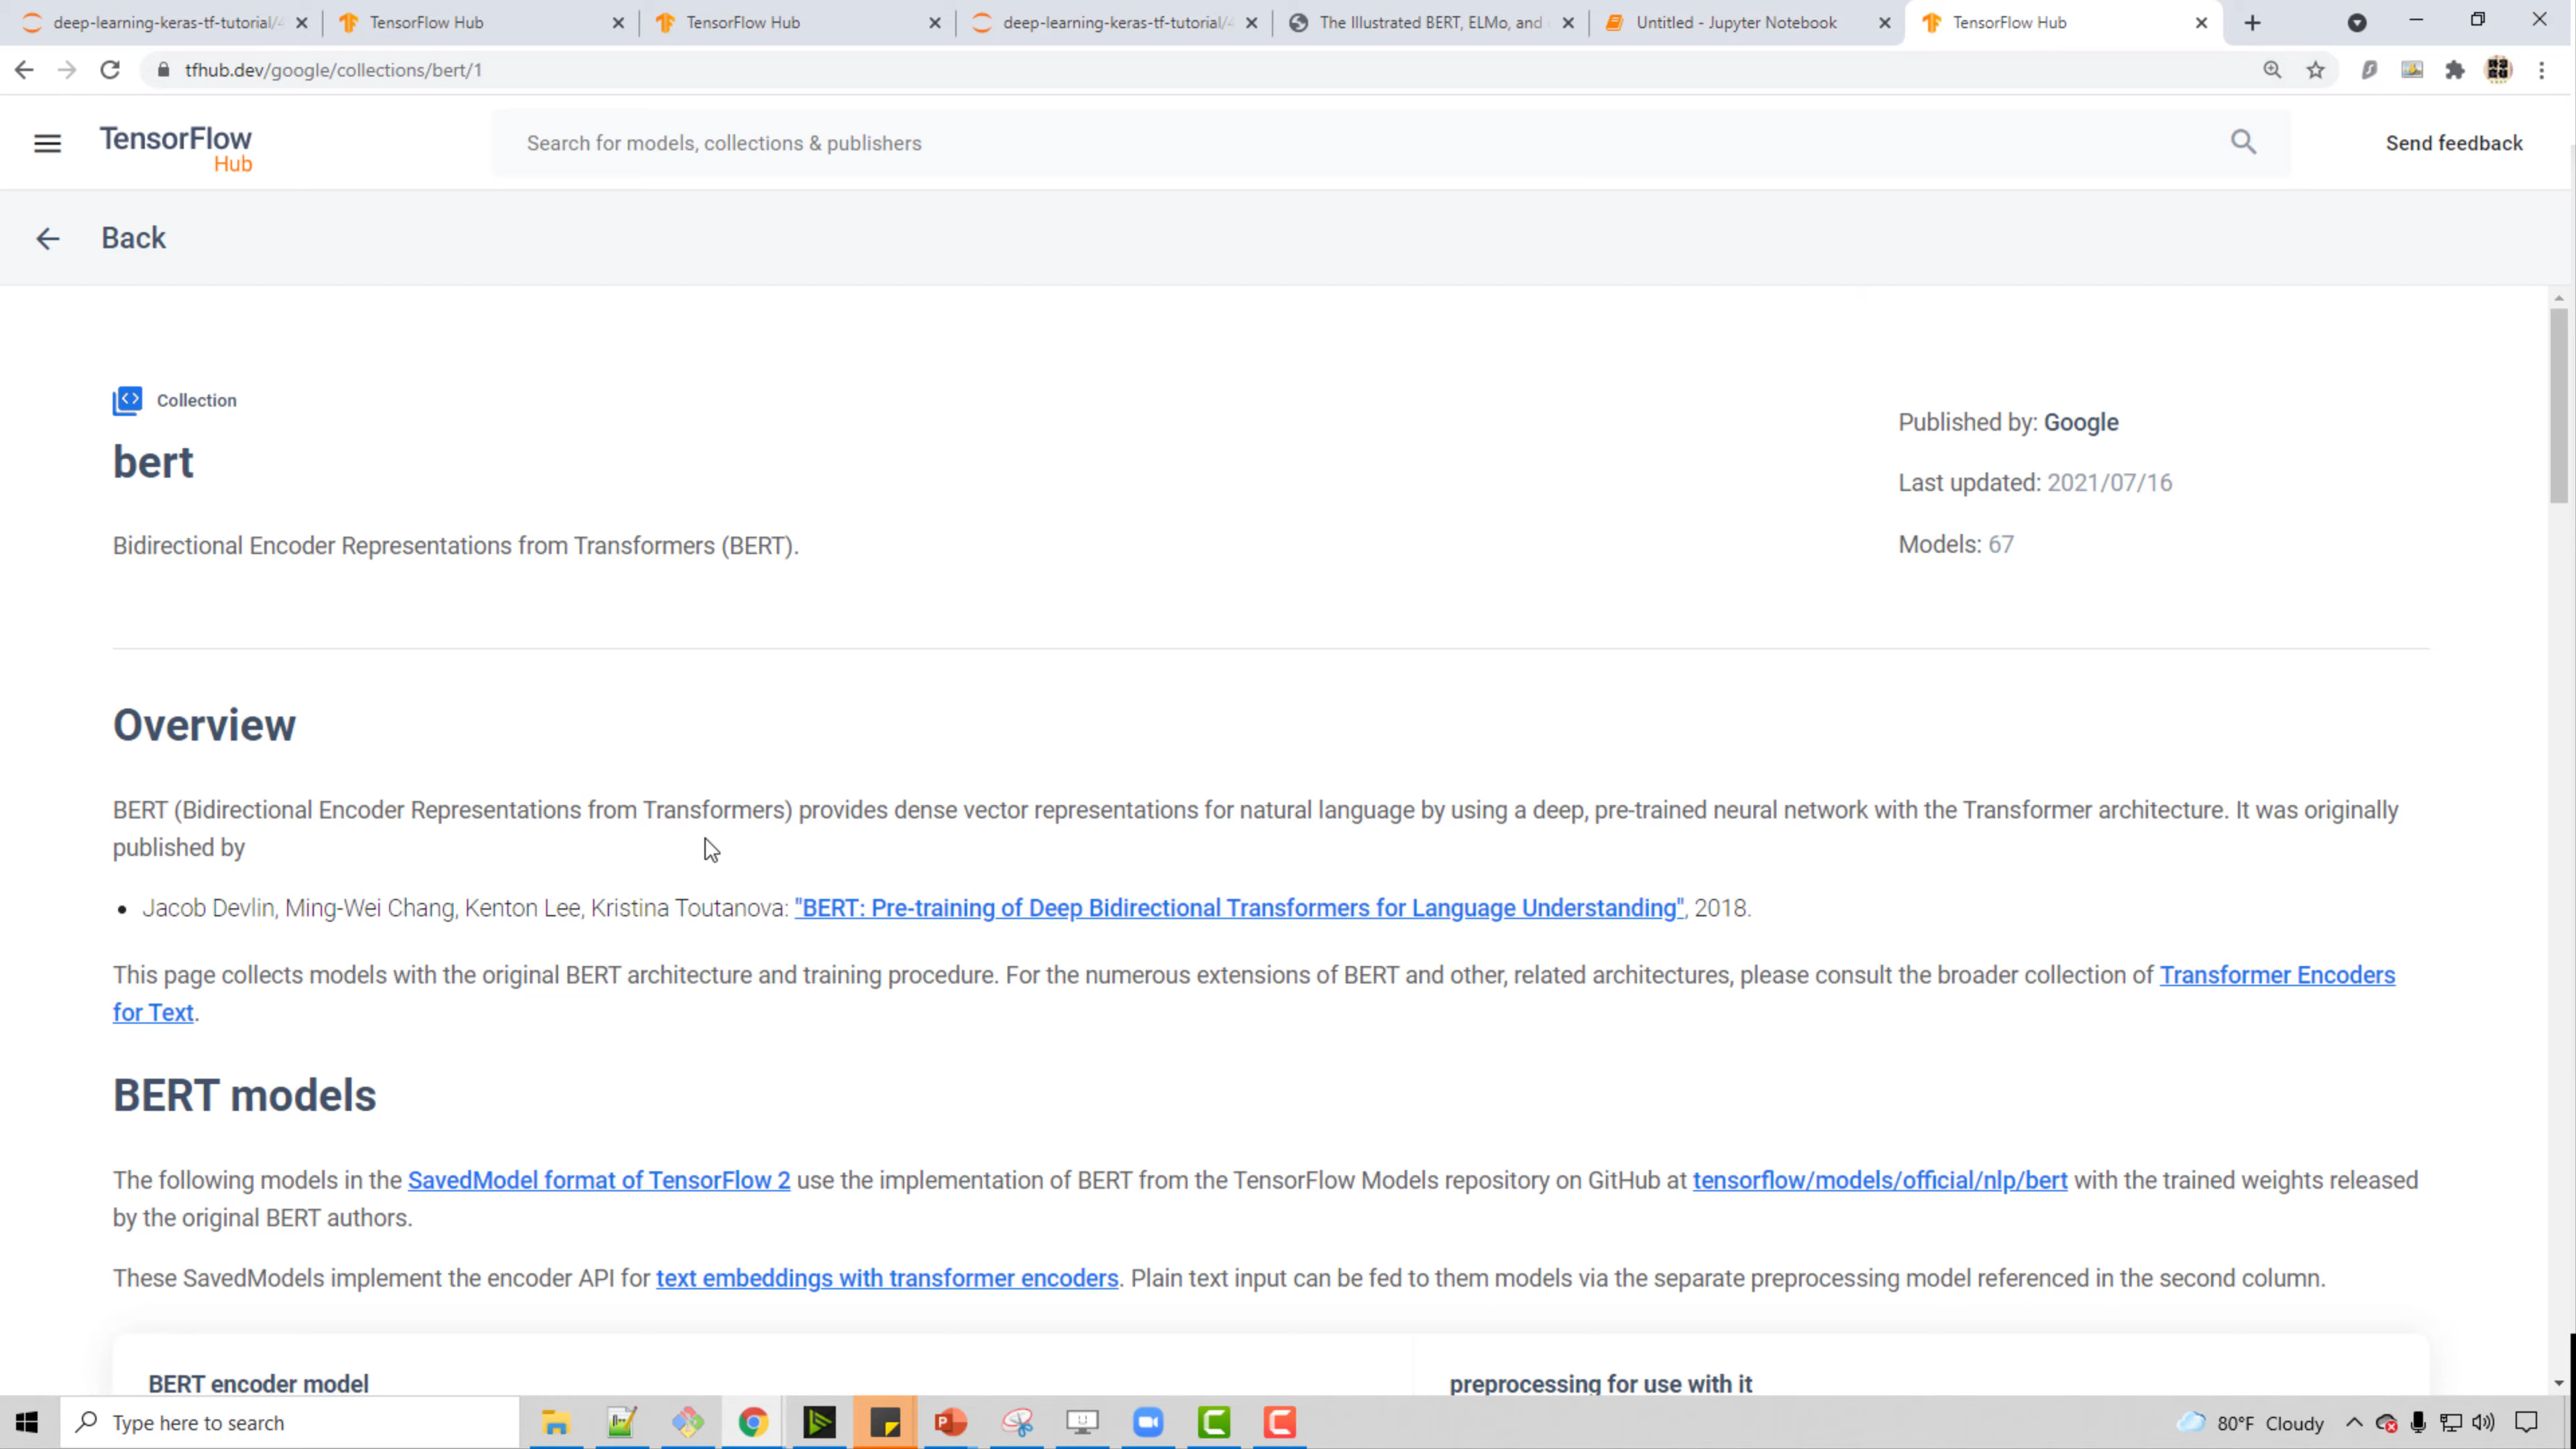 deep-learning-keras-tf-tutorial/4
TensorFlow Hub
TensorFlow Hub
deep-learning-keras-tf-tutorial/4
The Illustrated BERT, ELMo, and
Untitled - Jupyter Notebook
TensorFlow Hub
tfhub.dev/google/collections/bert/1
TensorFlow
Hub
Search for models, collections & publishers
Send feedback
Back
Collection
bert
Bidirectional Encoder Representations from Transformers (BERT).
Published by: Google
Last updated: 2021/07/16
Models: 67
Overview
BERT (Bidirectional Encoder Representations from Transformers) provides dense vector representations for natural language by using a deep, pre-trained neural network with the Transformer architecture. It was originally
published by
• Jacob Devlin, Ming-Wei Chang, Kenton Lee, Kristina Toutanova: "BERT: Pre-training of Deep Bidirectional Transformers for Language Understanding", 2018.
This page collects models with the original BERT architecture and training procedure. For the numerous extensions of BERT and other, related architectures, please consult the broader collection of Transformer Encoders
for Text.
BERT models
The following models in the SavedModel format of TensorFlow 2 use the implementation of BERT from the TensorFlow Models repository on GitHub at tensorflow/models/official/nlp/bert with the trained weights released
by the original BERT authors.
These SavedModels implement the encoder API for text embeddings with transformer encoders. Plain text input can be fed to them models via the separate preprocessing model referenced in the second column.
BERT encoder model
preprocessing for use with it
Type here to search
80°F Cloudy